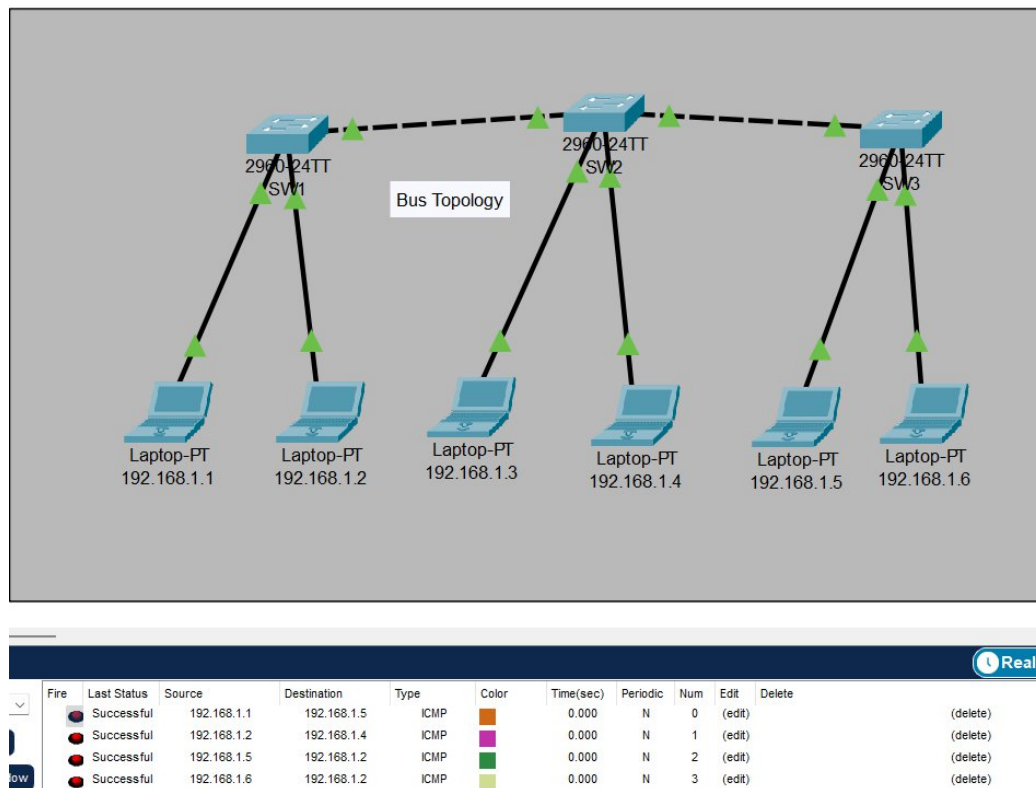 2960-24TT
SW1
2960-24TT
SW2
2960-24TT
SW3
Bus Topology
Laptop-PT
192.168.1.1
Laptop-PT
192.168.1.2
Laptop-PT
192.168.1.3
Laptop-PT
192.168.1.4
Laptop-PT
192.168.1.5
Laptop-PT
192.168.1.6
Real
Fire Last Status Source Destination Type Color Time(sec) Periodic Num Edit Delete
Successful 192.168.1.1 192.168.1.5 ICMP 0.000 N 0 (edit) (delete)
Successful 192.168.1.2 192.168.1.4 ICMP 0.000 N 1 (edit) (delete)
Successful 192.168.1.5 192.168.1.2 ICMP 0.000 N 2 (edit) (delete)
Successful 192.168.1.6 192.168.1.2 ICMP 0.000 N 3 (edit) (delete)